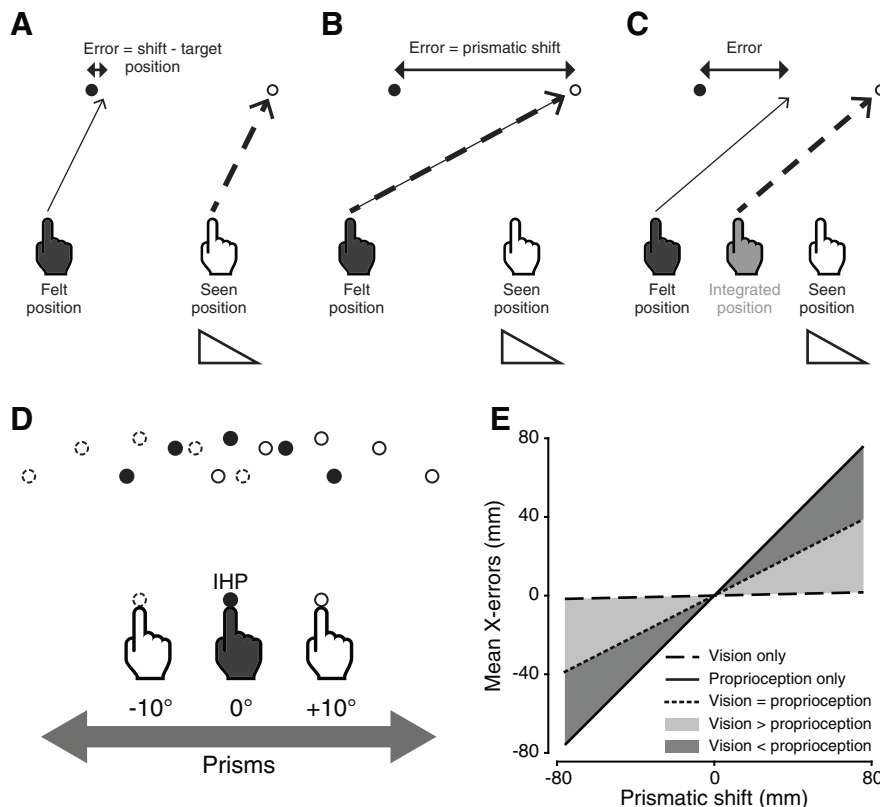 A
Error = shift - target
position
Felt
position
Seen
position
B
Error = prismatic shift
Felt
position
Seen
position
C
Error
Felt
position
Integrated
position
Seen
position
D
IHP
-10°
0°
+10°
Prisms
E
Mean X-errors (mm)
80
40
0
-40
-80
Vision only
Proprioception only
Vision = proprioception
Vision > proprioception
Vision < proprioception
-80
0
80
Prismatic shift (mm)